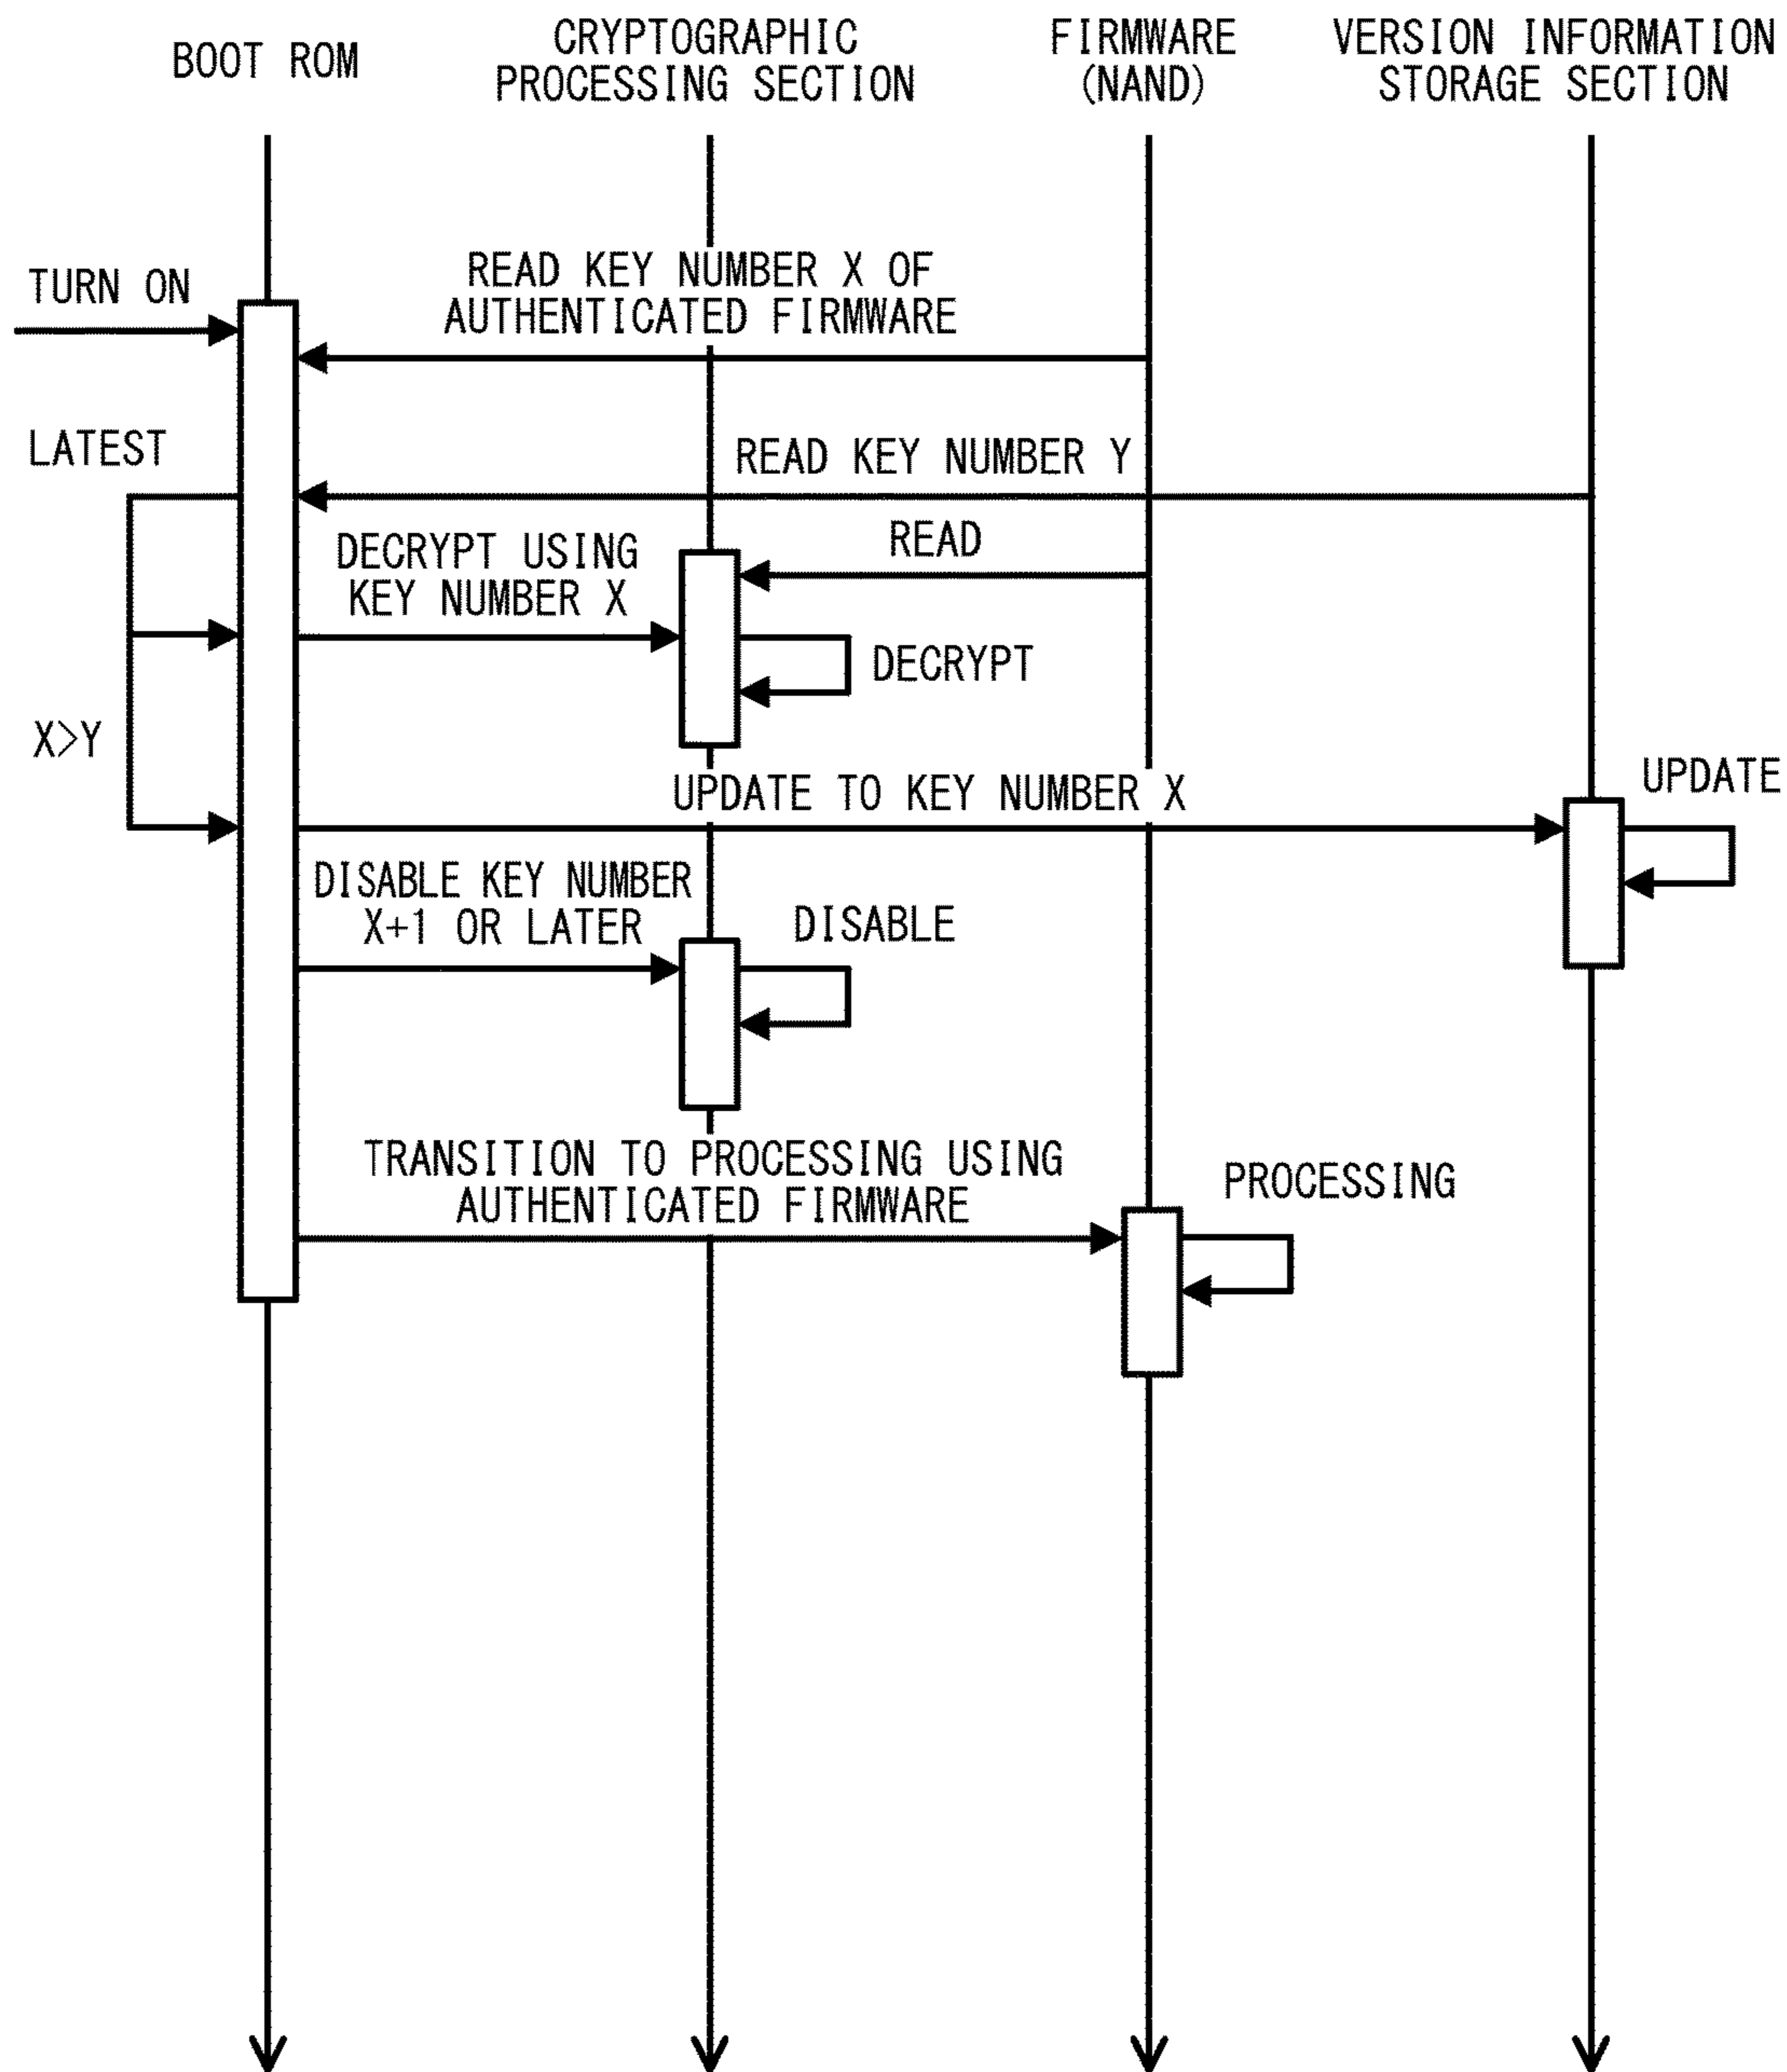 BOOT ROM
CRYPTOGRAPHIC
PROCESSING SECTION
FIRMWARE
(NAND)
VERSION INFORMATION
STORAGE SECTION
TURN ON
READ KEY NUMBER X OF
AUTHENTICATED FIRMWARE
LATEST
READ KEY NUMBER Y
DECRYPT USING
KEY NUMBER X
READ
DECRYPT
X>Y
UPDATE TO KEY NUMBER X
UPDATE
DISABLE KEY NUMBER
X+1 OR LATER
DISABLE
TRANSITION TO PROCESSING USING
AUTHENTICATED FIRMWARE
PROCESSING